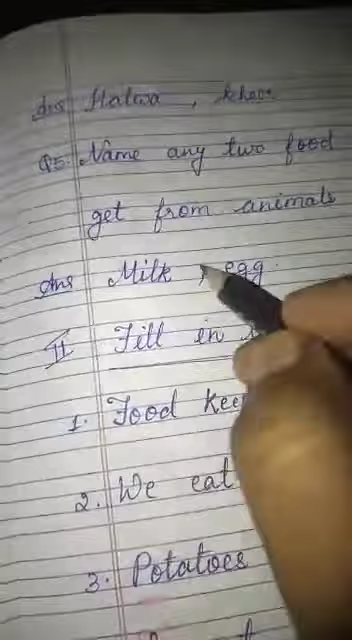 Ans Halwa , kheer
Q5. Name any two food
get from animals
Ans Milk , egg.
II Fill in
1. Food kee
2. We eat
3. Potatoes